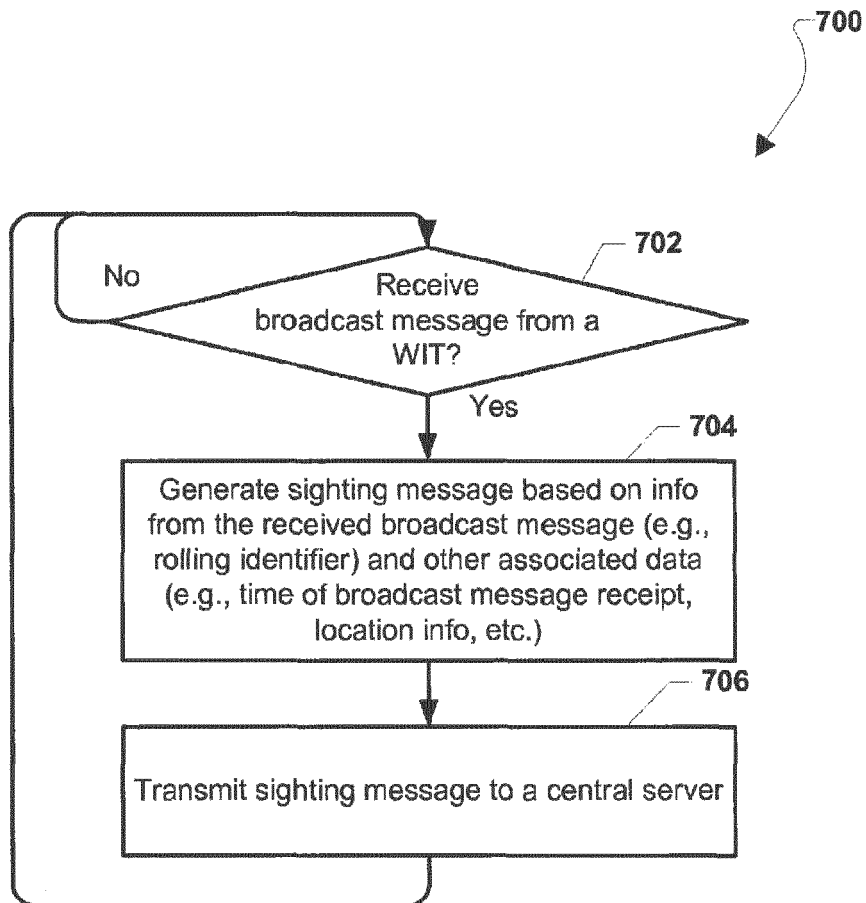 700
702
No
Receive
broadcast message from a
WIT?
Yes
704
Generate sighting message based on info
from the received broadcast message (e.g.,
rolling identifier) and other associated data
(e.g., time of broadcast message receipt,
location info, etc.)
706
Transmit sighting message to a central server